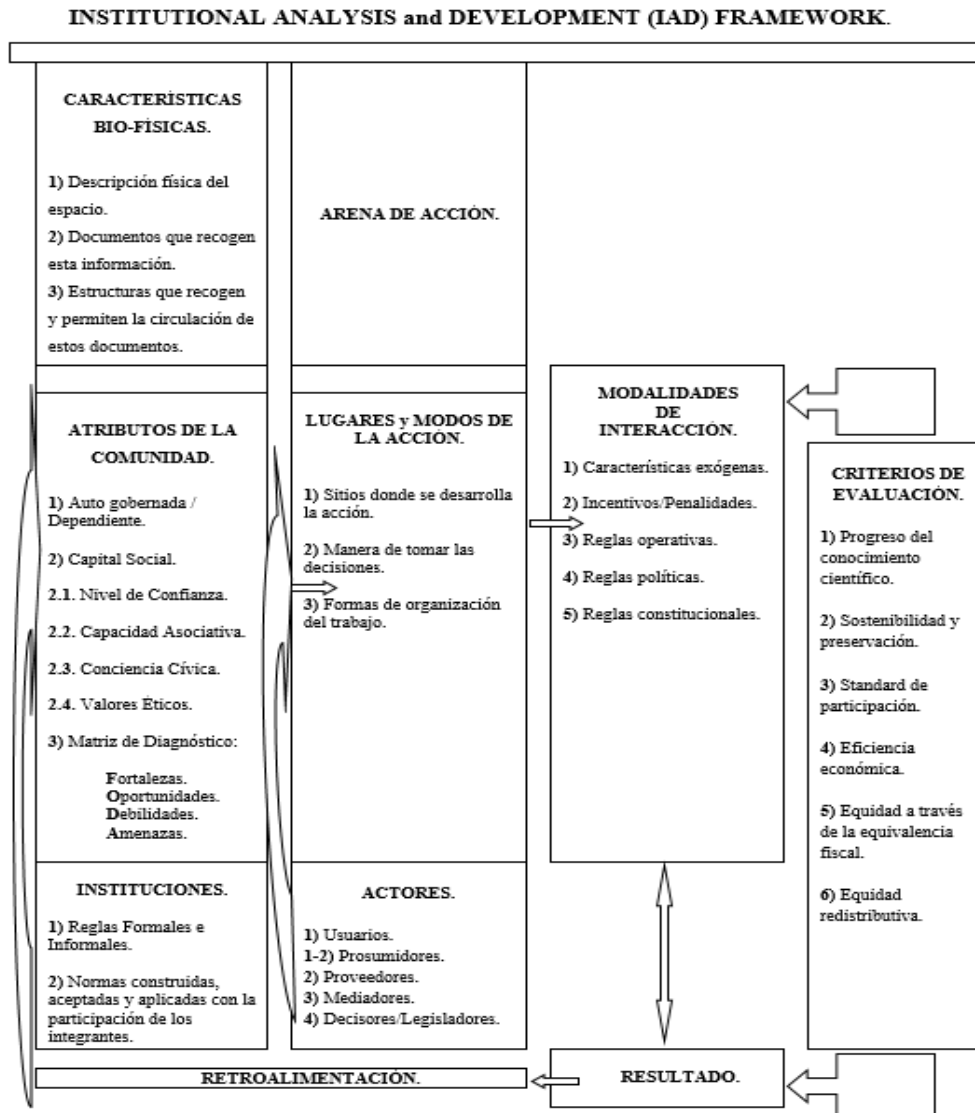 INSTITUTIONAL ANALYSIS and DEVELOPMENT (IAD) FRAMEWORK.
CARACTERÍSTICAS
BIO-FÍSICAS.
1) Descripción física del
espacio.
2) Documentos que recogen
esta información.
3) Estructuras que recogen
y permiten la circulación de
estos documentos.
ATRIBUTOS DE LA
COMUNIDAD.
1) Auto gobernada /
Dependiente.
2) Capital Social.
2.1. Nivel de Confianza.
2.2. Capacidad Asociativa.
2.3. Conciencia Cívica.
2.4. Valores Éticos.
3) Matriz de Diagnóstico:
Fortalezas.
Oportunidades.
Debilidades.
Amenazas.
INSTITUCIONES.
1) Reglas Formales e
Informales.
2) Normas construidas,
aceptadas y aplicadas con la
participación de los
integrantes.
ARENA DE ACCIÓN.
LUGARES y MODOS DE
LA ACCIÓN.
1) Sitios donde se desarrolla
la acción.
2) Manera de tomar las
decisiones.
3) Formas de organización
del trabajo.
ACTORES.
1) Usuarios.
1-2) Prosumidores.
2) Proveedores.
3) Mediadores.
4) Decisores/Legisladores.
MODALIDADES
DE
INTERACCIÓN.
1) Características exógenas.
2) Incentivos/Penalidades.
3) Reglas operativas.
4) Reglas políticas.
5) Reglas constitucionales.
CRITERIOS DE
EVALUACIÓN.
1) Progreso del
conocimiento
científico.
2) Sostenibilidad y
preservación.
3) Standard de
participación.
4) Eficiencia
económica.
5) Equidad a través
de la equivalencia
fiscal.
6) Equidad
redistributiva.
RETROALIMENTACIÓN.
RESULTADO.